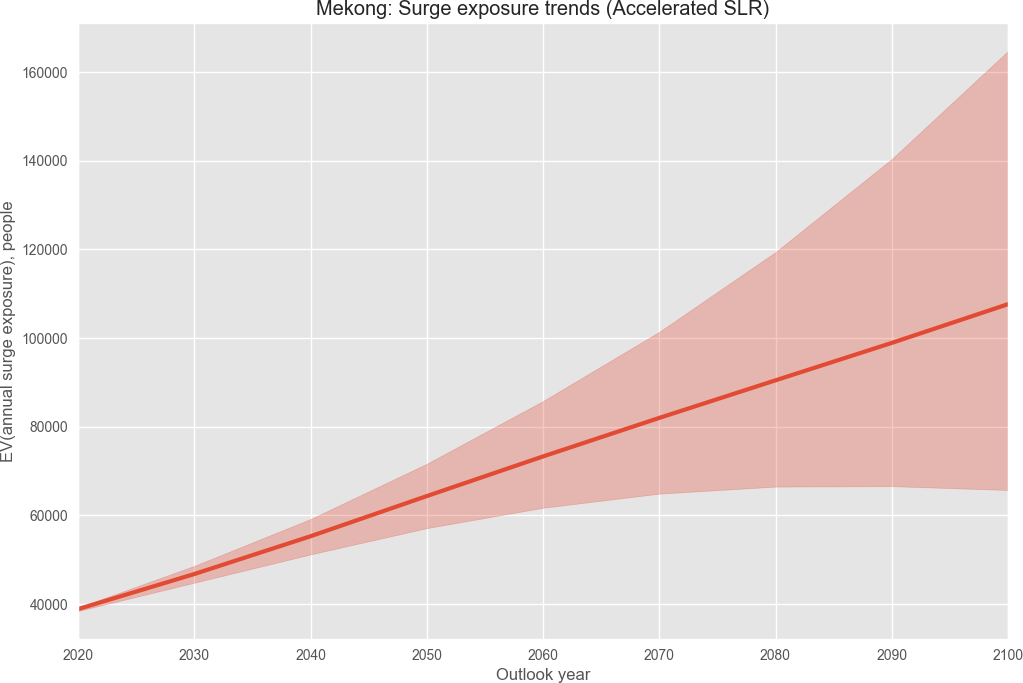 Mekong: Surge exposure trends (Accelerated SLR)
EV(annual surge exposure), people
160000
140000
120000
100000
80000
60000
40000
2020 2030 2040 2050 2060 2070 2080 2090 2100
Outlook year